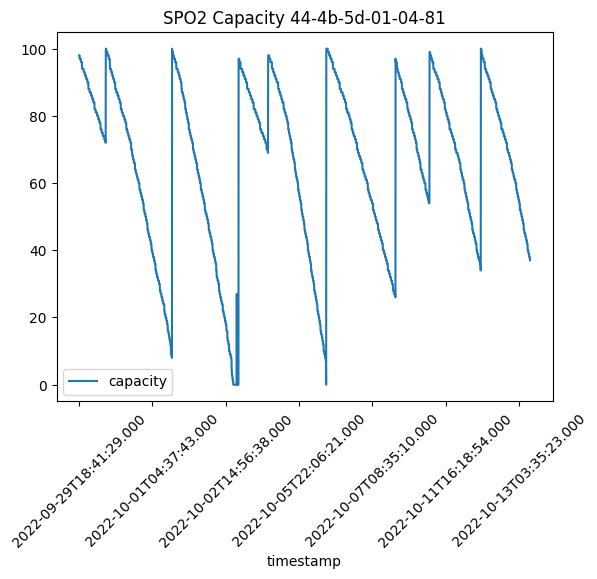 SPO2 Capacity 44-4b-5d-01-04-81
100
80
60
40
20
0
capacity
2022-09-29T18:41:29.000
2022-10-01T04:37:43.000
2022-10-02T14:56:38.000
2022-10-05T22:06:21.000
2022-10-07T08:35:10.000
2022-10-11T16:18:54.000
2022-10-13T03:35:23.000
timestamp